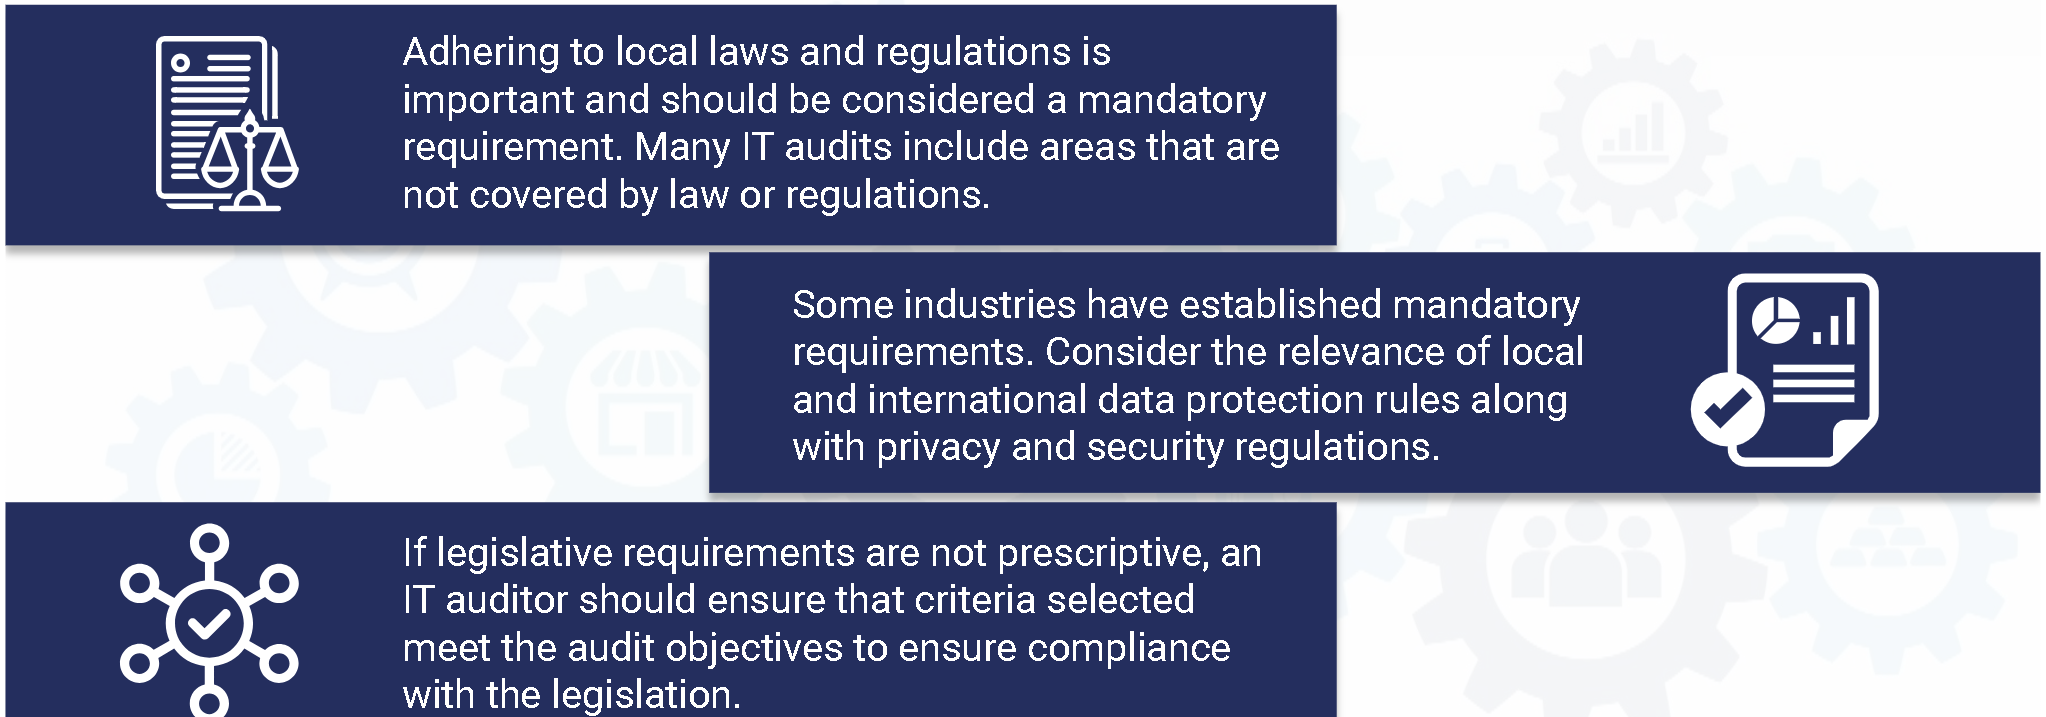 Adhering to local laws and regulations is
important and should be considered a mandatory
requirement. Many IT audits include areas that are
not covered by law or regulations.
Some industries have established mandatory
requirements. Consider the relevance of local
and international data protection rules along
with privacy and security regulations.
If legislative requirements are not prescriptive, an
IT auditor should ensure that criteria selected
meet the audit objectives to ensure compliance
with the legislation.